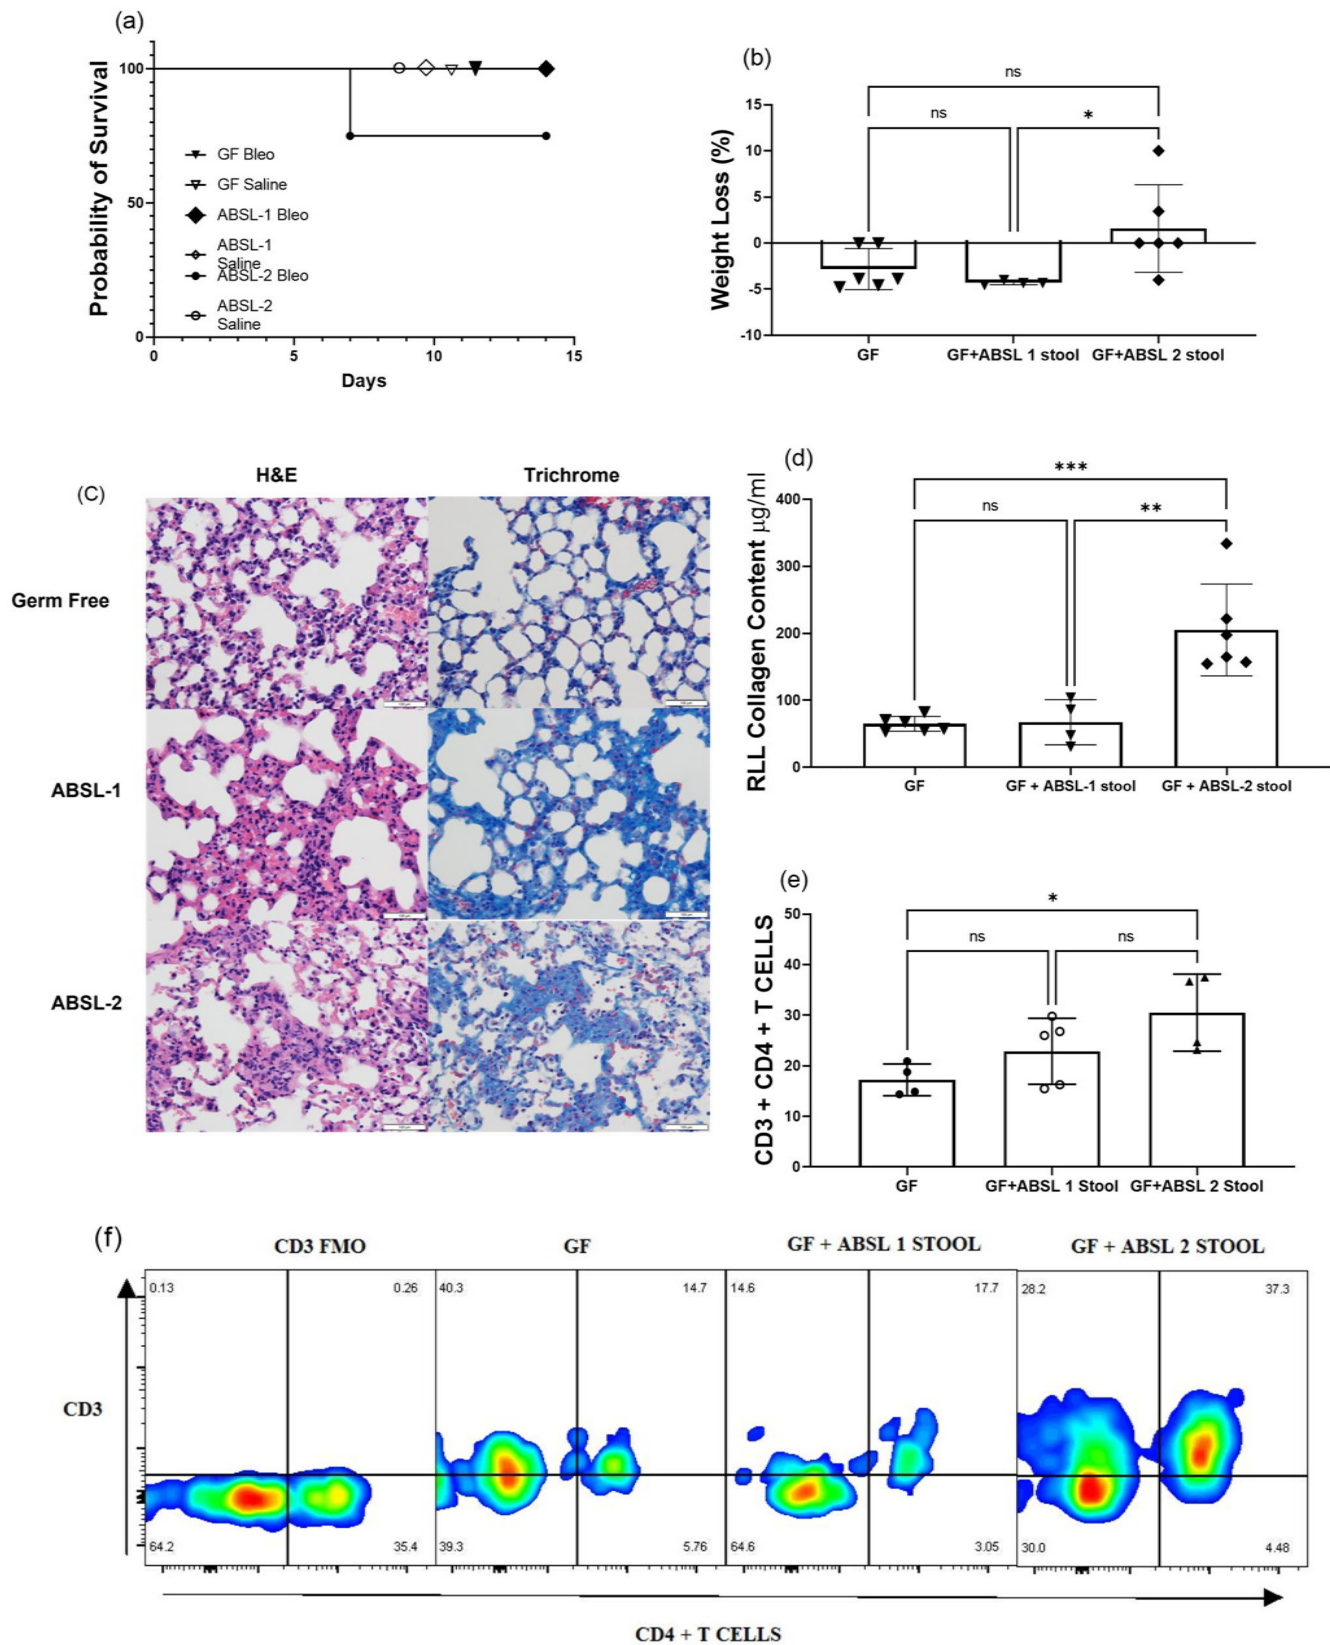 (a)
Probability of Survival
100
50
0
0 5 10 15
Days
GF Bleo
GF Saline
ABSL-1 Bleo
ABSL-1
Saline
ABSL-2 Bleo
ABSL-2
Saline
(b)
ns
ns *
Weight Loss (%)
15
10
5
0
-5
-10
GF GF+ABSL 1 stool GF+ABSL 2 stool
(C)
H&E Trichrome
Germ Free
ABSL-1
ABSL-2
(d)
***
ns **
RLL Collagen Content μg/ml
400
300
200
100
0
GF GF + ABSL-1 stool GF + ABSL-2 stool
(e)
*
ns ns
CD3 + CD4 + T CELLS
50
40
30
20
10
0
GF GF+ABSL 1 Stool GF+ABSL 2 Stool
(f)
CD3 FMO GF GF + ABSL 1 STOOL GF + ABSL 2 STOOL
0.13 0.26 40.3 14.7 14.6 17.7 28.2 37.3
CD3
64.2 35.4 39.3 5.76 64.6 3.05 30.0 4.48
CD4 + T CELLS